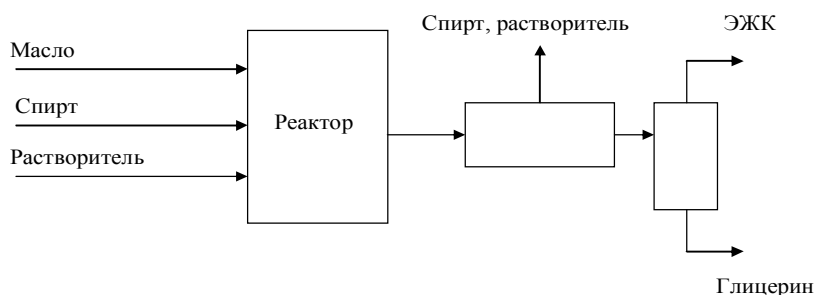 Спирт, растворитель
ЭЖК
Масло
Спирт
Реактор
Растворитель
Глицерин